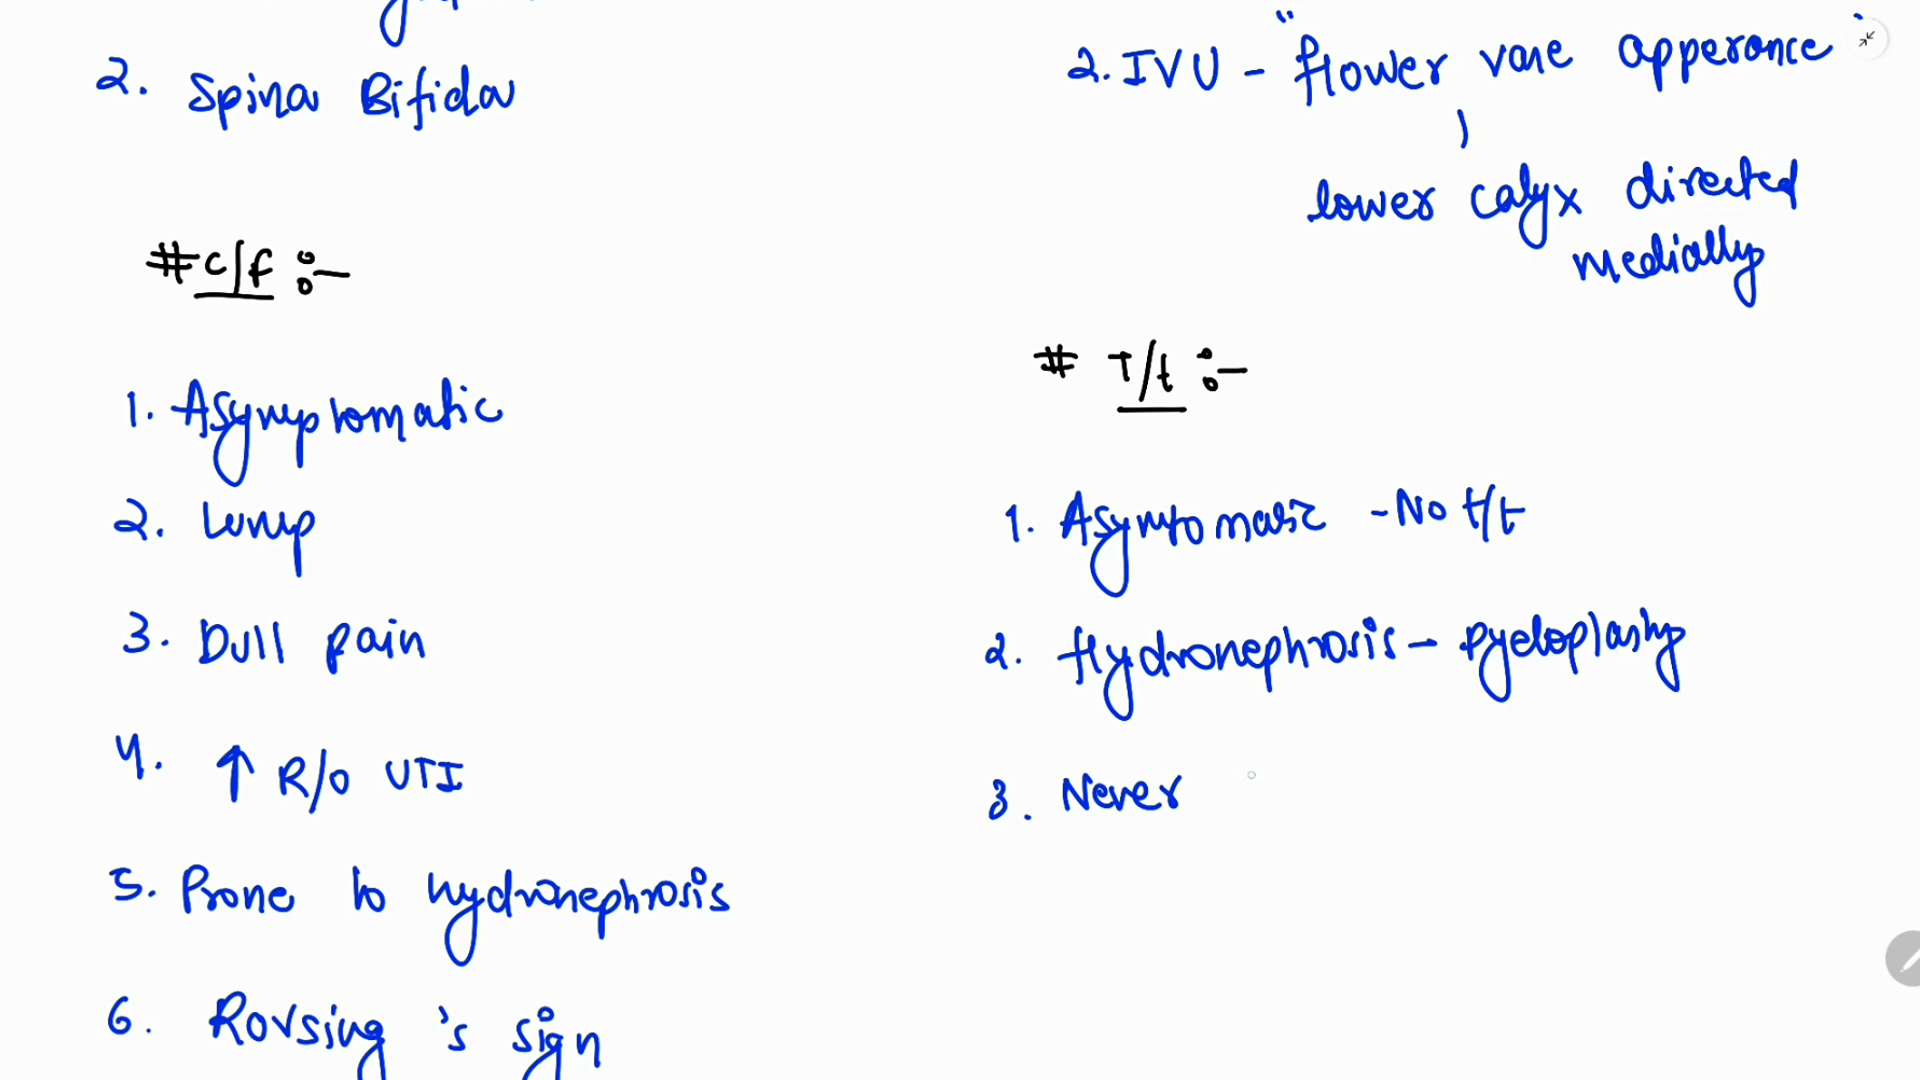 2. Spina Bifida
#c/f :-
1. Asymptomatic
2. Lump
3. Dull pain
4. ↑ R/o UTI
5. Prone to hydronephrosis
6. Rovsing's sign
2. IVU - "flower vase apperance"
lower calyx directed
medially
# T/t :-
1. Asymtomatic - No t/t
2. Hydronephrosis - pyeloplasty
3. Never